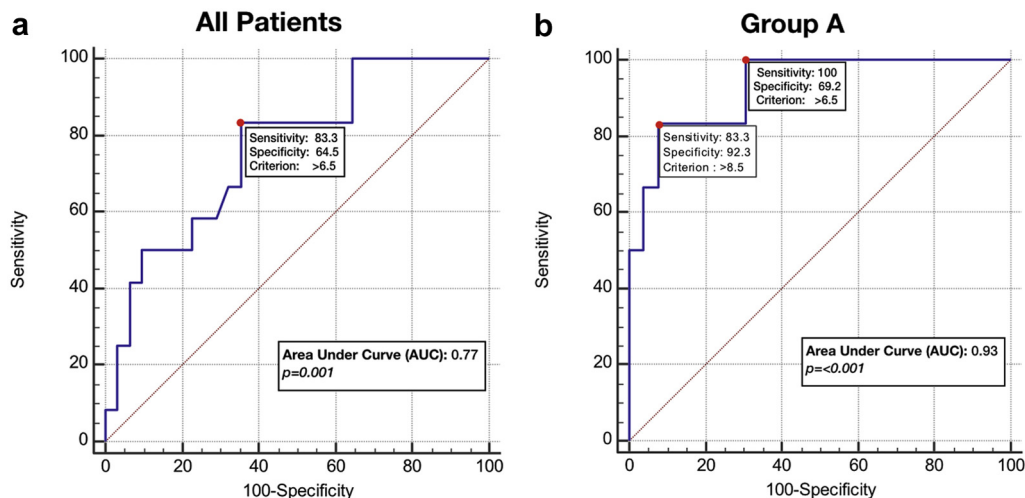 a
All Patients
100
80
60
40
20
0
Sensitivity
Sensitivity: 83.3
Specificity: 64.5
Criterion: >6.5
Area Under Curve (AUC): 0.77
p=0.001
0 20 40 60 80 100
100-Specificity
b
Group A
100
80
60
40
20
0
Sensitivity
Sensitivity: 100
Specificity: 69.2
Criterion: >6.5
Sensitivity: 83.3
Specificity: 92.3
Criterion : >8.5
Area Under Curve (AUC): 0.93
p=<0.001
0 20 40 60 80 100
100-Specificity